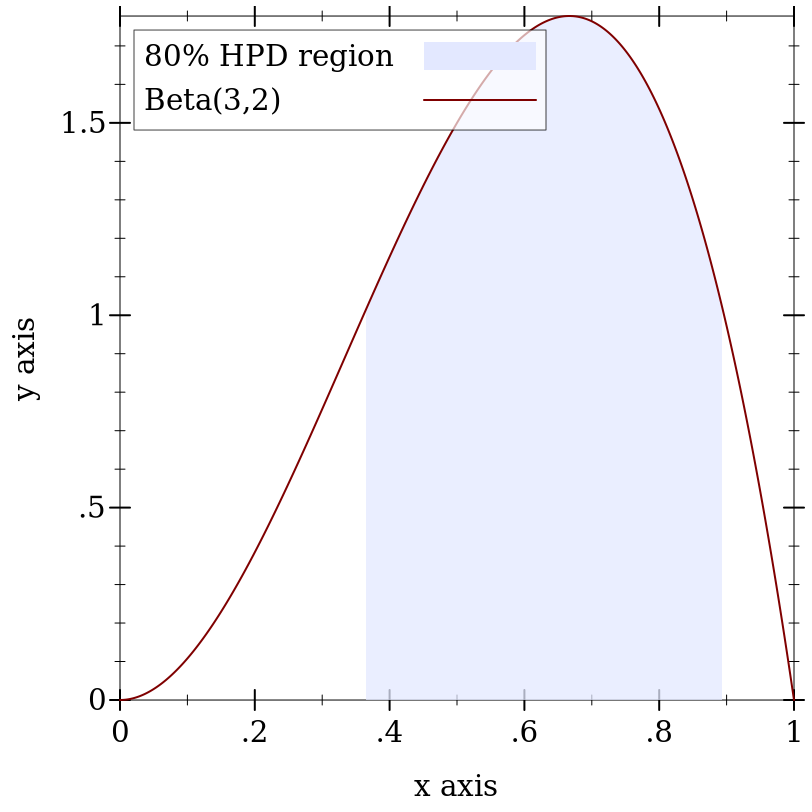 80% HPD region
Beta(3,2)
1.5
1
.5
0
0 .2 .4 .6 .8 1
y axis
x axis